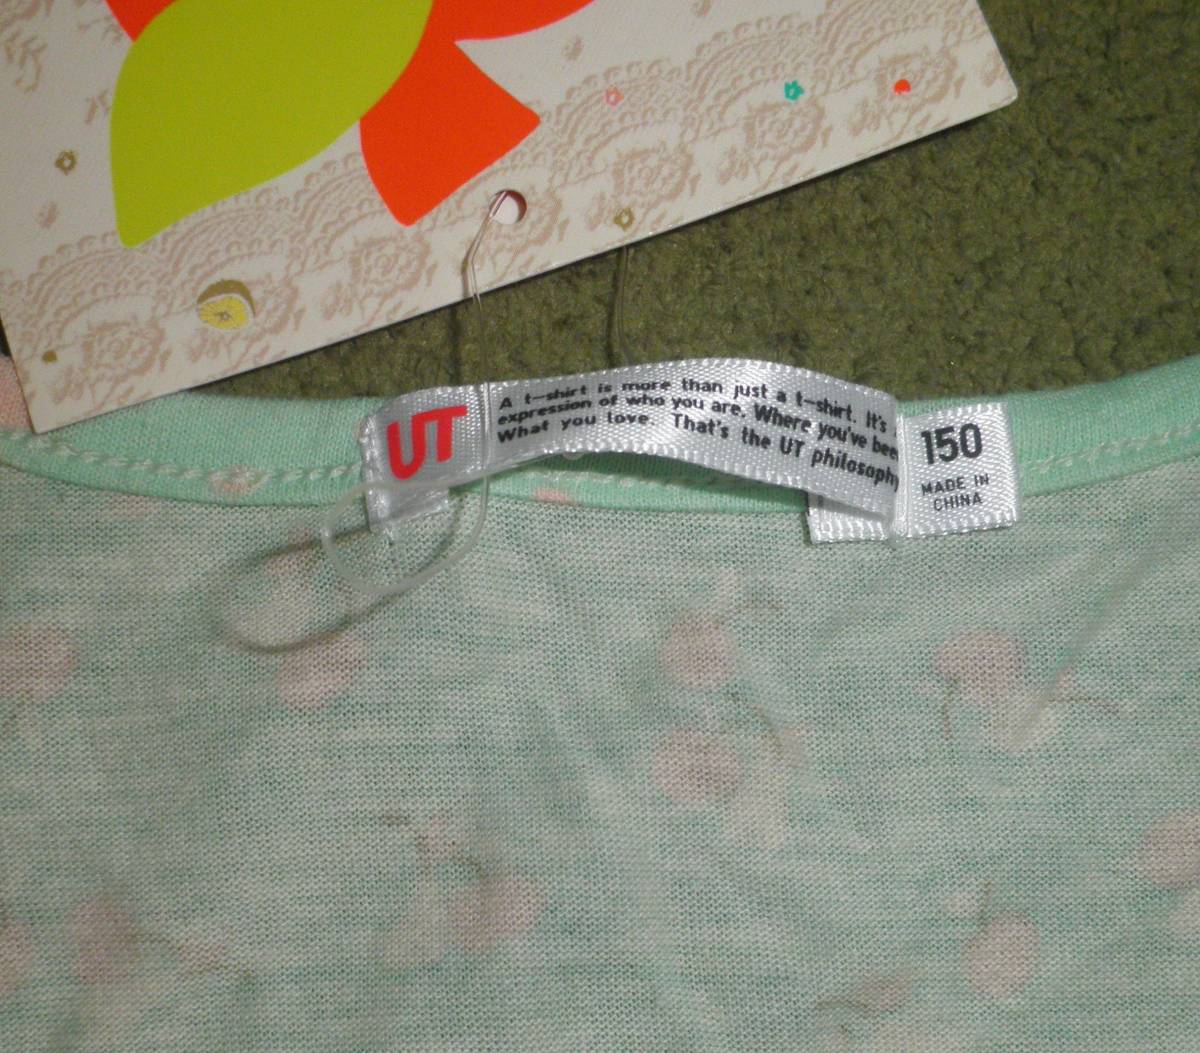 UT
A t-shirt is more than just a t-shirt. It's
expression of who you are. Where you've bee
What you love. That's the UT philosophy
150
MADE IN
CHINA